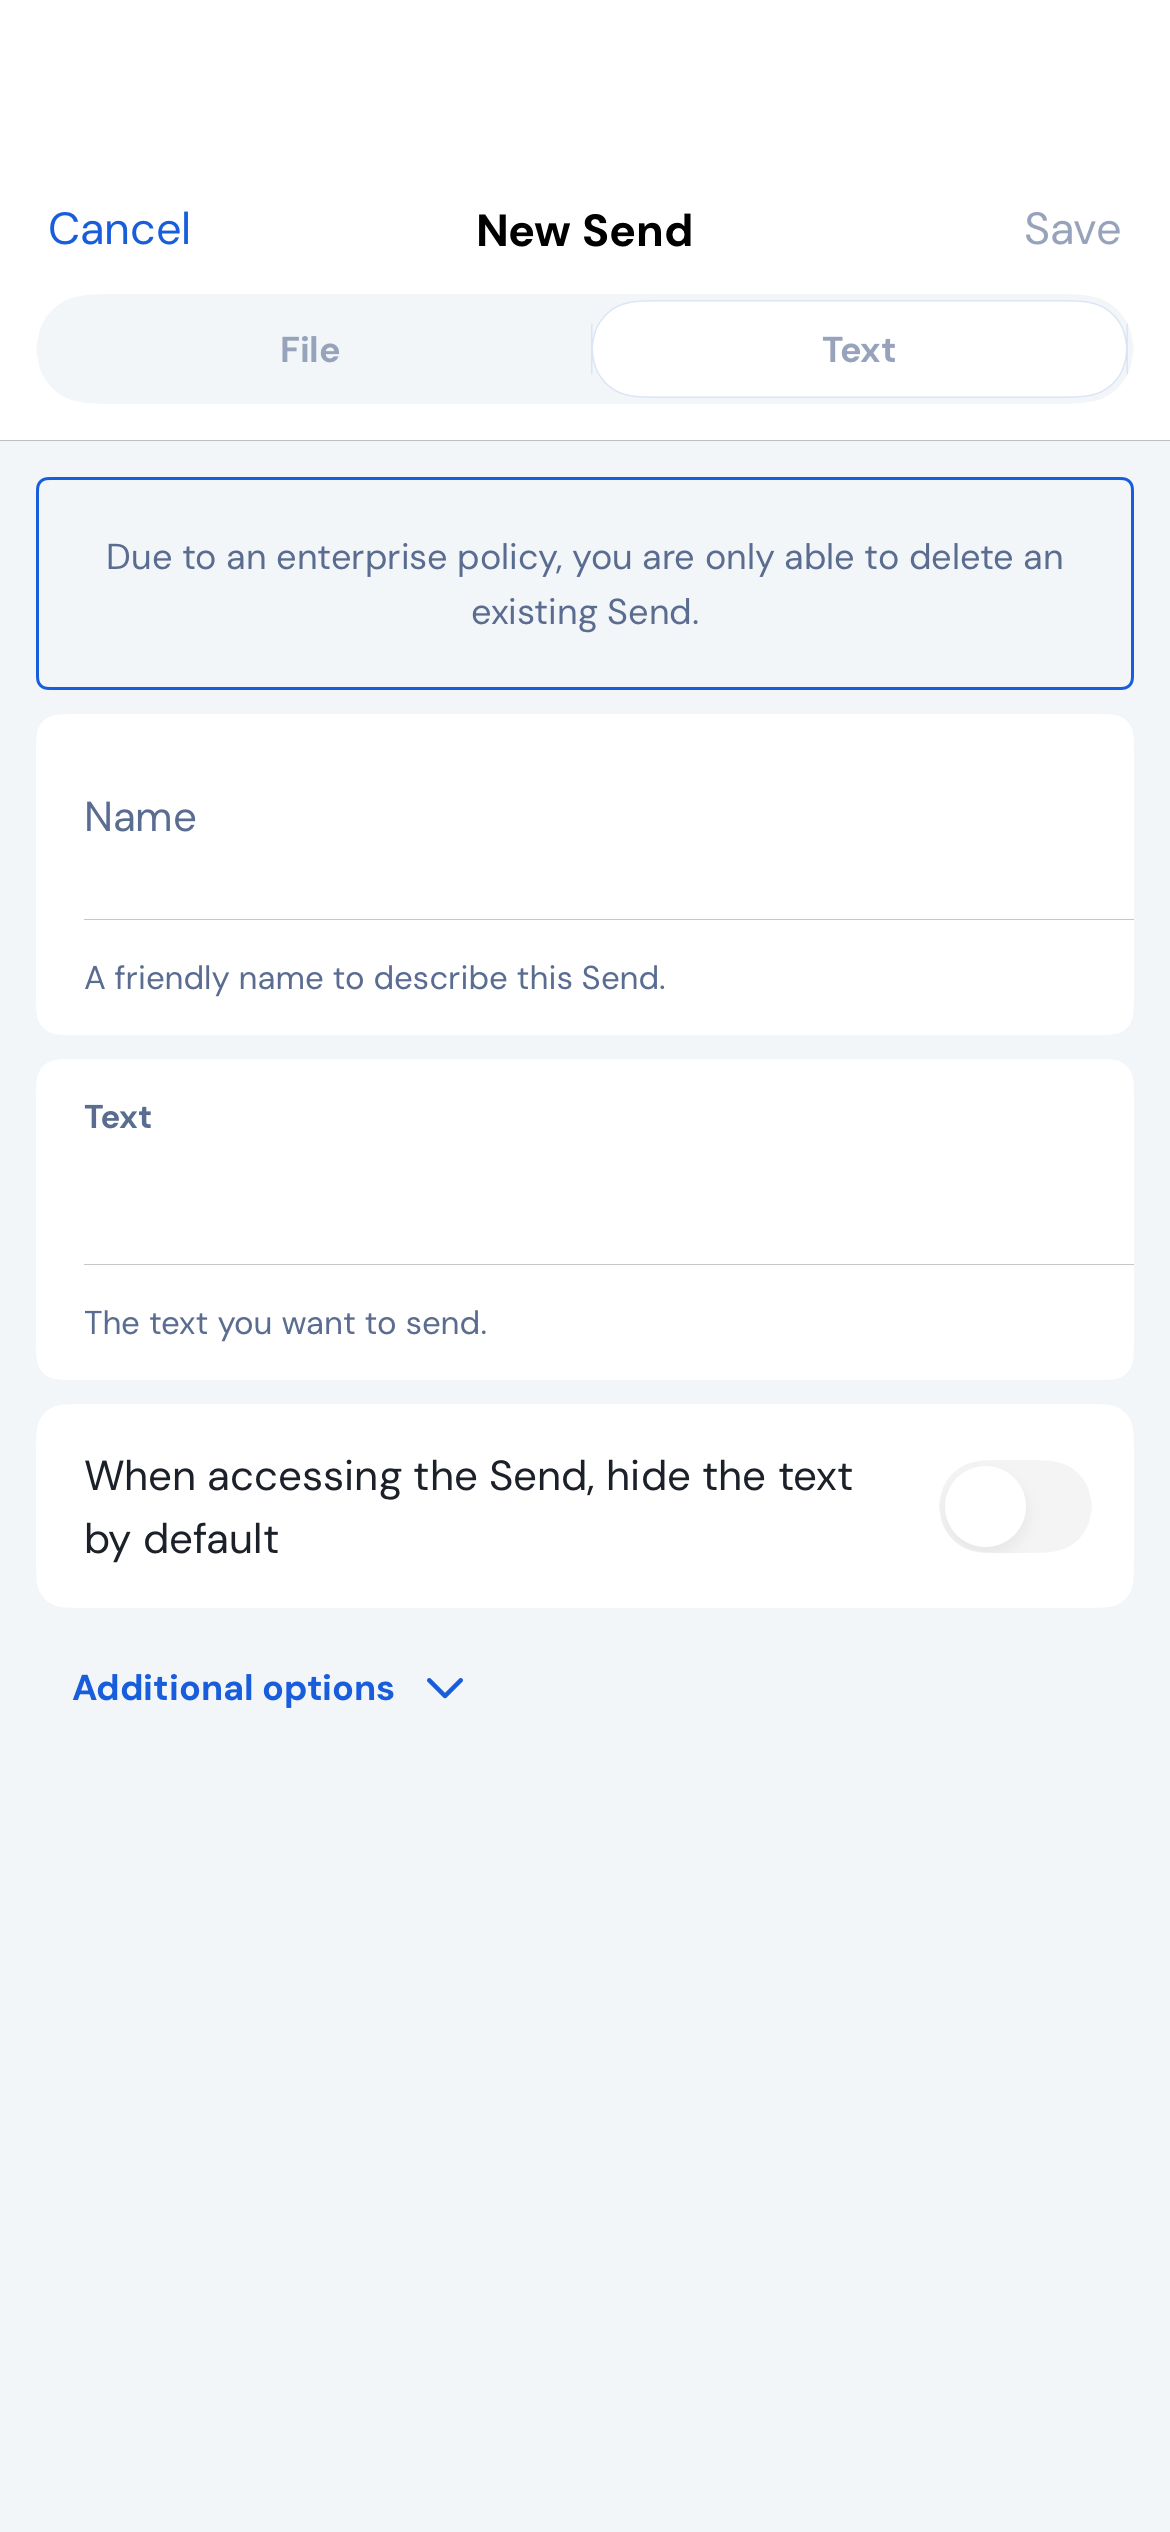 Cancel
New Send
Save
File
Text
Due to an enterprise policy, you are only able to delete an
existing Send.
Name
A friendly name to describe this Send.
Text
The text you want to send.
When accessing the Send, hide the text
by default
Additional options